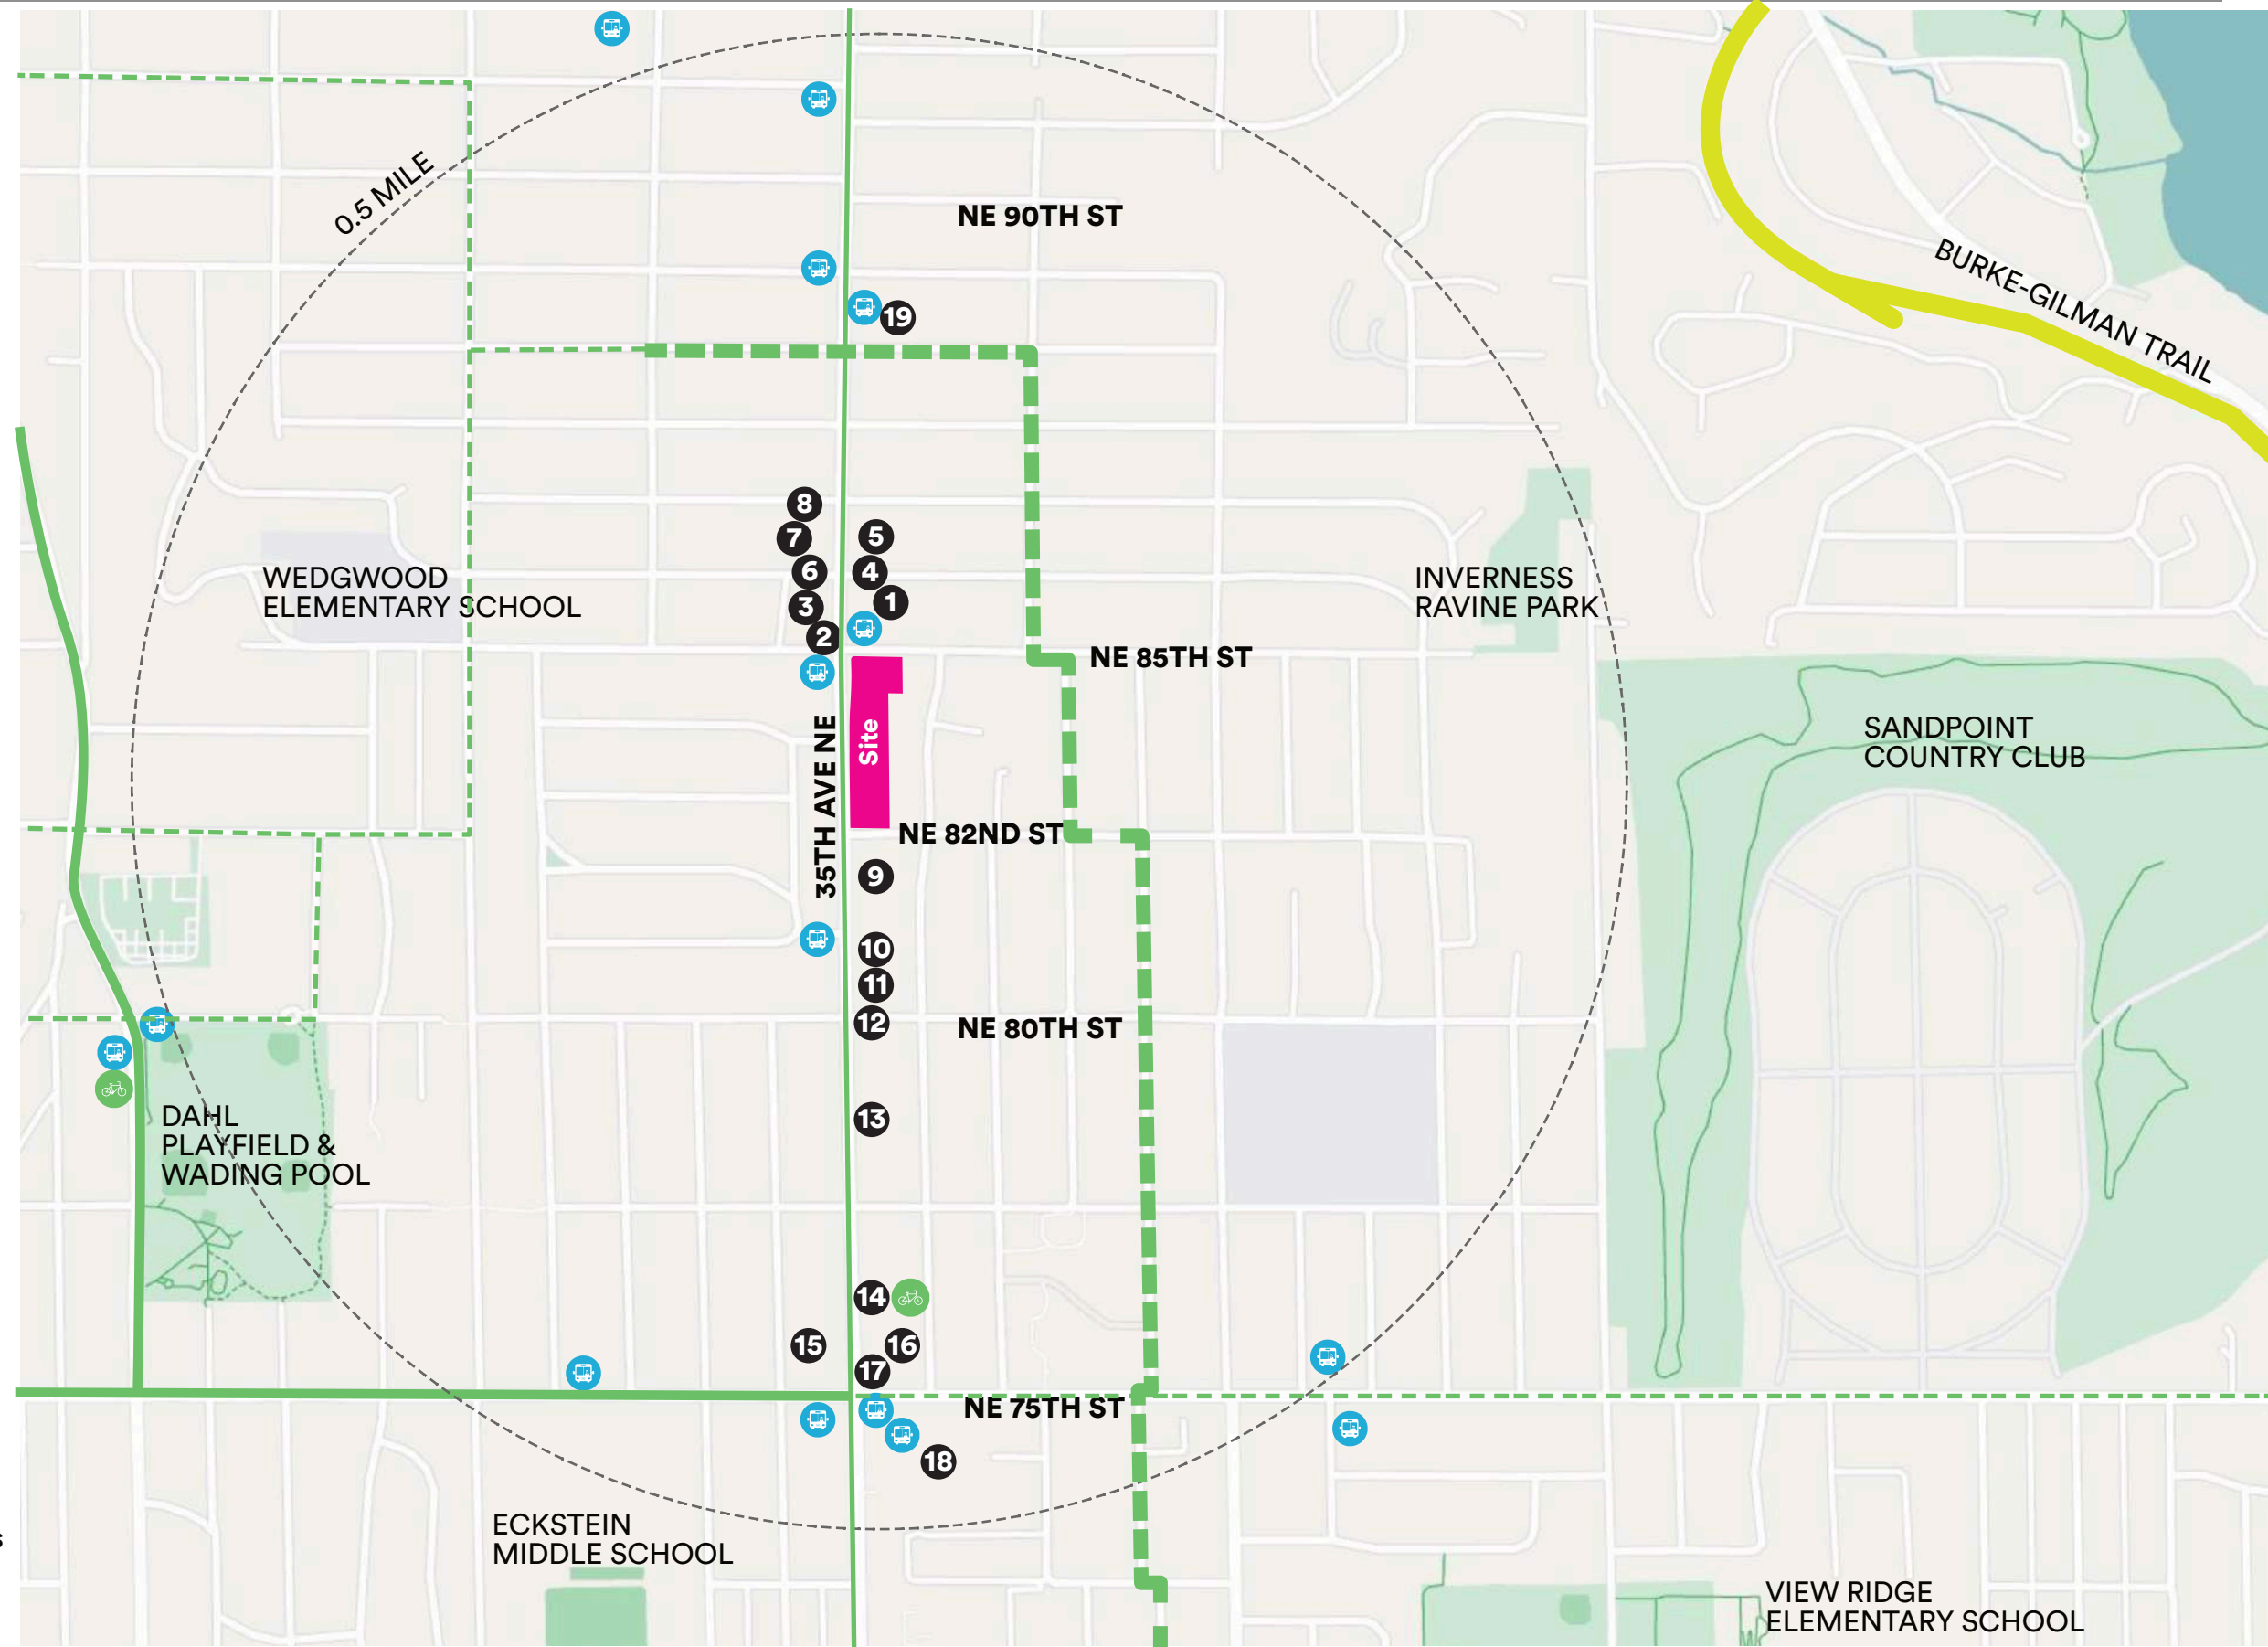 0.5 MILE
NE 90TH ST
BURKE-GILMAN TRAIL
19
8
7
5
6
4
3
1
2
WEDGWOOD
ELEMENTARY SCHOOL
INVERNESS
RAVINE PARK
NE 85TH ST
Site
35TH AVE NE
SANDPOINT
COUNTRY CLUB
NE 82ND ST
9
10
11
12
NE 80TH ST
13
DAHL
PLAYFIELD &
WADING POOL
14
15
16
17
NE 75TH ST
18
ECKSTEIN
MIDDLE SCHOOL
s
VIEW RIDGE
ELEMENTARY SCHOOL